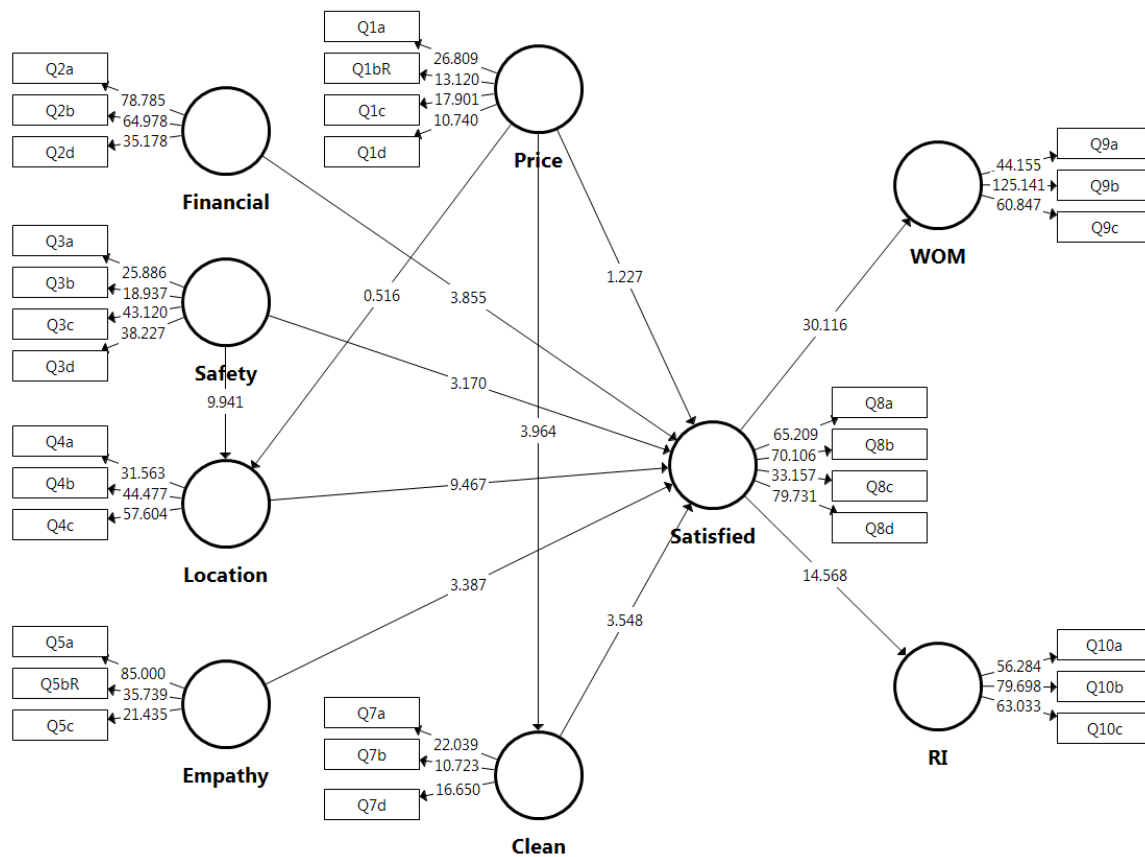 Q1a
Q1bR
Q1c
Q1d
26.809
13.120
17.901
10.740
Price
Q2a
Q2b
Q2d
78.785
64.978
35.178
Financial
Q3a
Q3b
Q3c
Q3d
25.886
18.937
43.120
38.227
Safety
9.941
0.516
3.855
1.227
3.170
3.964
Q4a
Q4b
Q4c
31.563
44.477
57.604
Location
9.467
Q5a
Q5bR
Q5c
85.000
35.739
21.435
Empathy
3.387
Q7a
Q7b
Q7d
22.039
10.723
16.650
Clean
3.548
Q8a
Q8b
Q8c
Q8d
65.209
70.106
33.157
79.731
Satisfied
30.116
14.568
Q9a
Q9b
Q9c
44.155
125.141
60.847
WOM
Q10a
Q10b
Q10c
56.284
79.698
63.033
RI